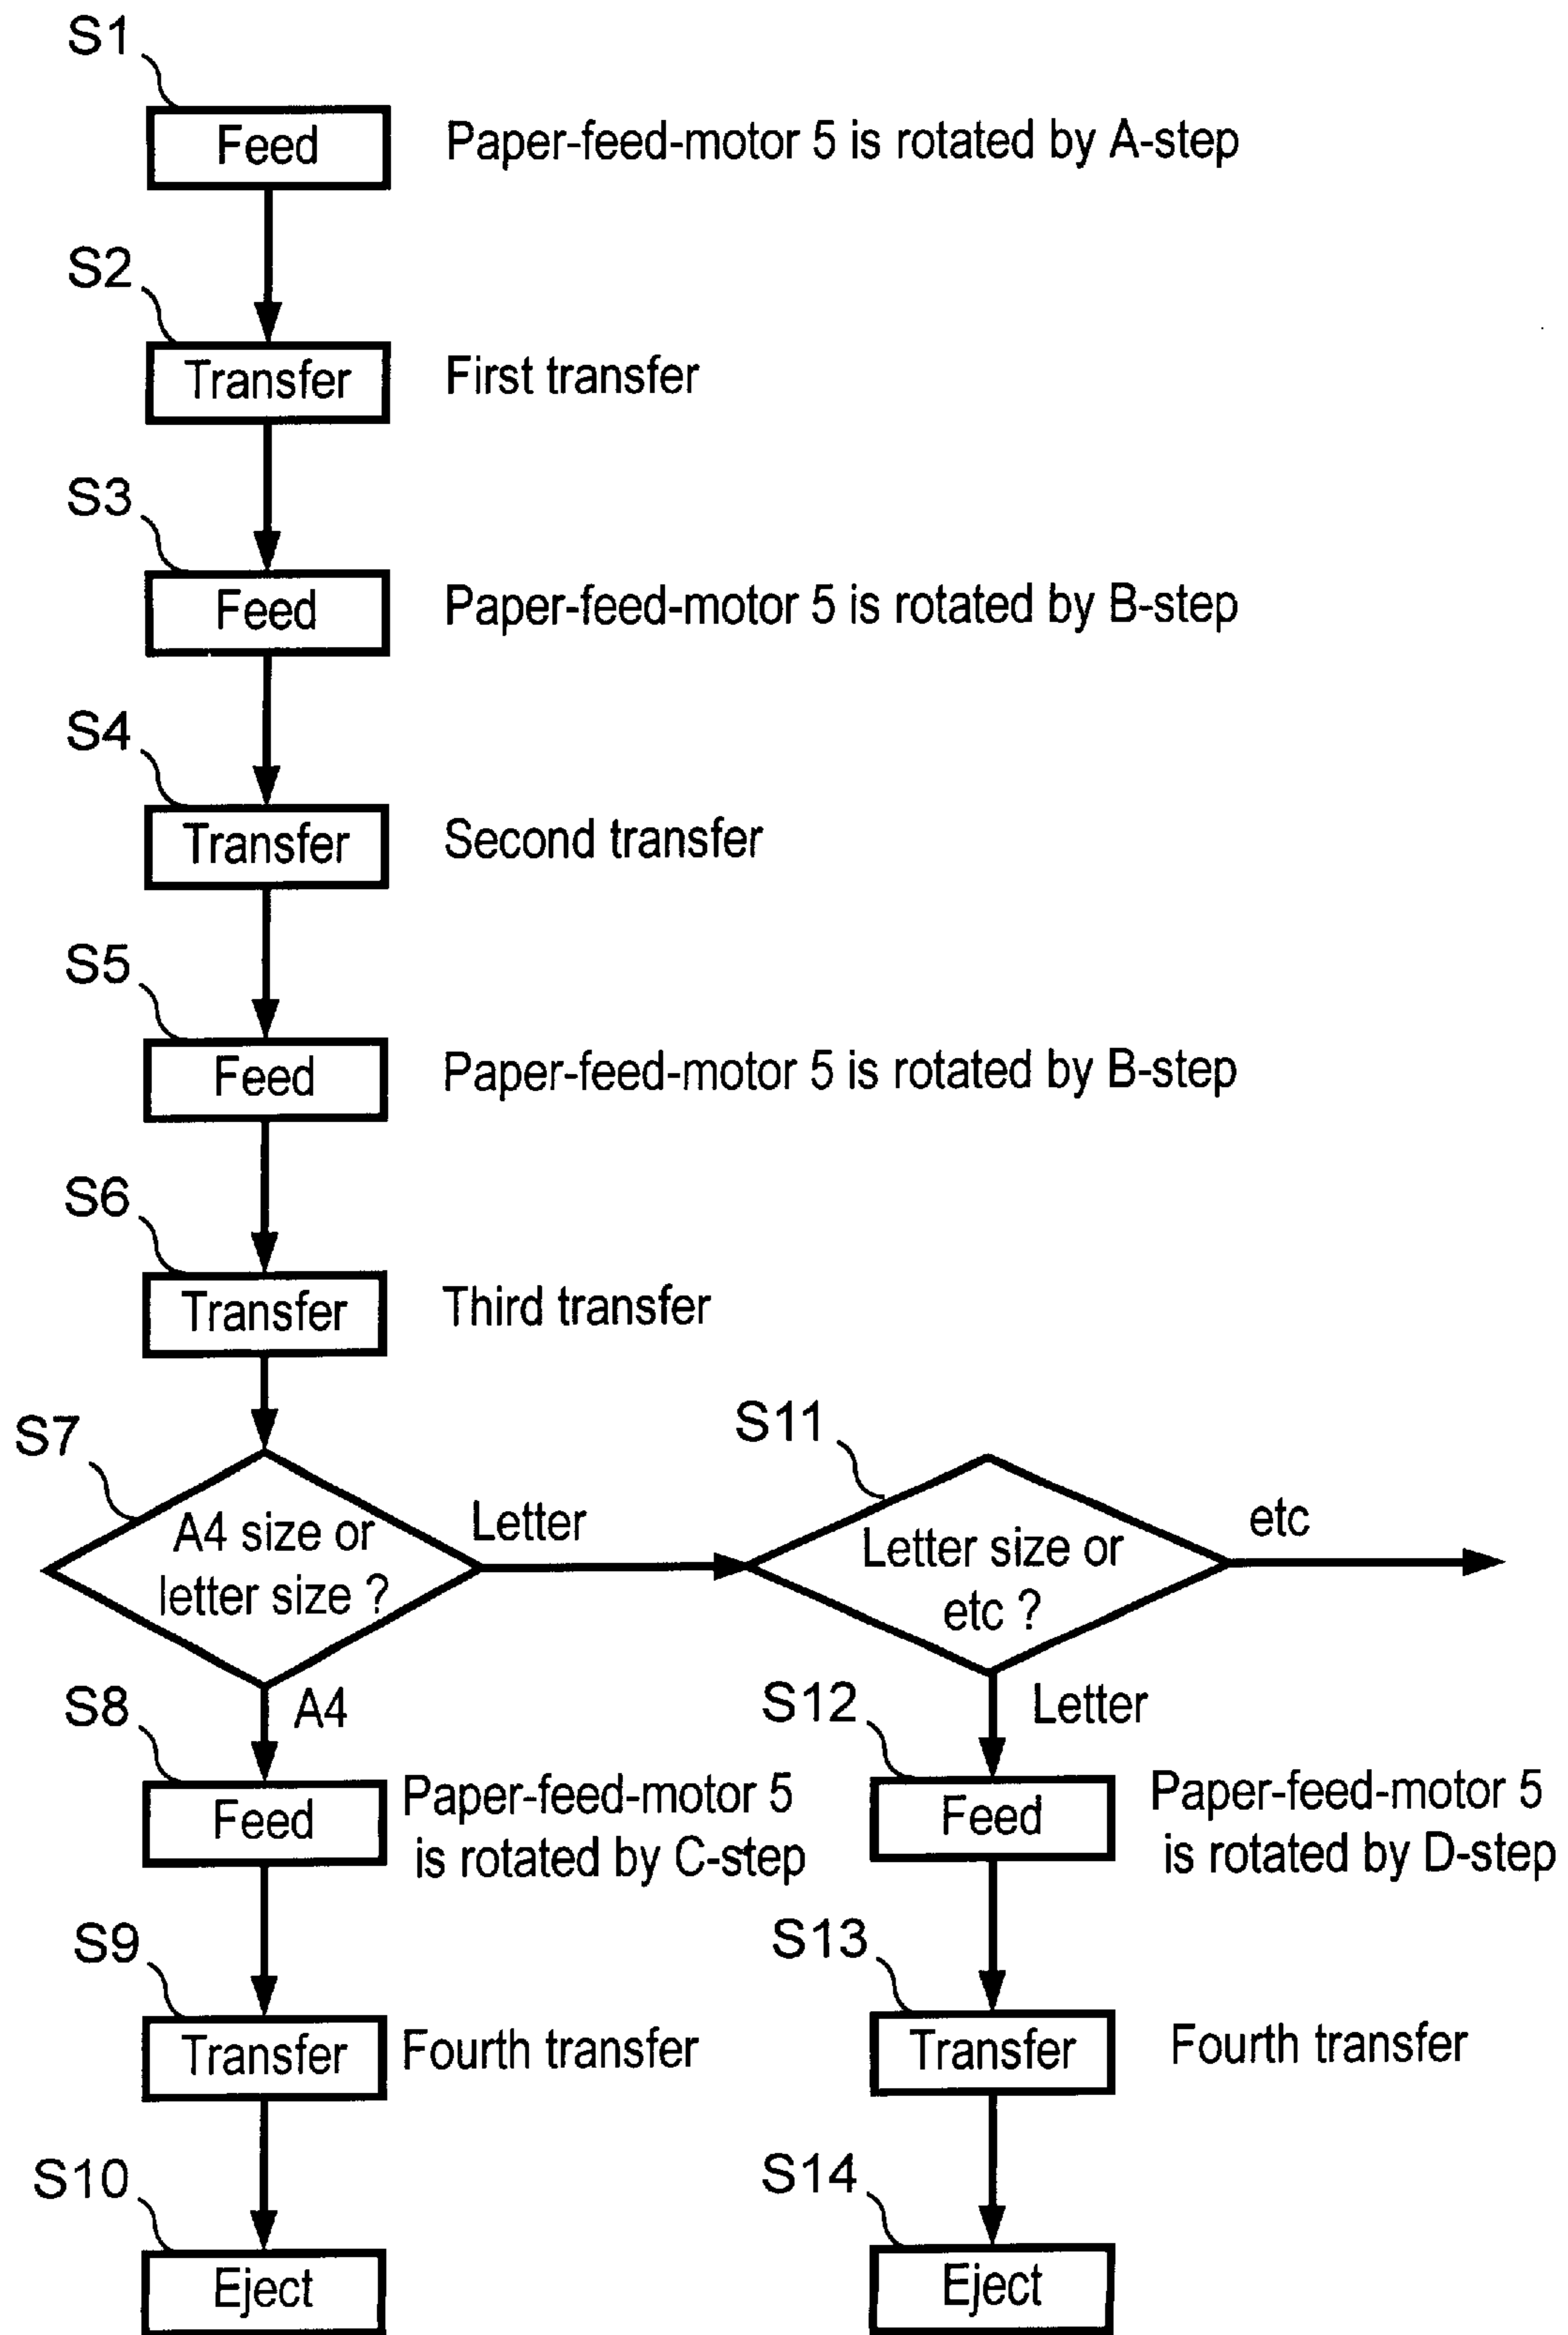 S1
Feed
Paper-feed-motor 5 is rotated by A-step
S2
Transfer
First transfer
S3
Feed
Paper-feed-motor 5 is rotated by B-step
S4
Transfer
Second transfer
S5
Feed
Paper-feed-motor 5 is rotated by B-step
S6
Transfer
Third transfer
S7
A4 size or
letter size ?
Letter
S11
Letter size or
etc ?
etc
A4
S8
Feed
Paper-feed-motor 5
is rotated by C-step
Letter
S12
Feed
Paper-feed-motor 5
is rotated by D-step
S9
Transfer
Fourth transfer
S13
Transfer
Fourth transfer
S10
Eject
S14
Eject